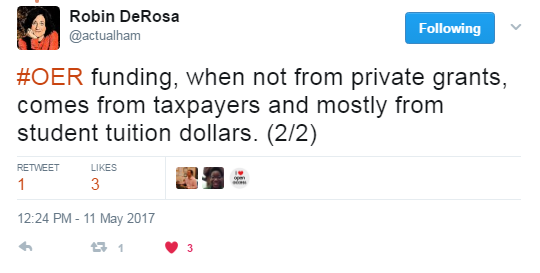 Robin DeRosa
@actualham
Following
#OER funding, when not from private grants,
comes from taxpayers and mostly from
student tuition dollars. (2/2)
RETWEET LIKES
1 3
I ♥
open
12:24 PM - 11 May 2017
1 3